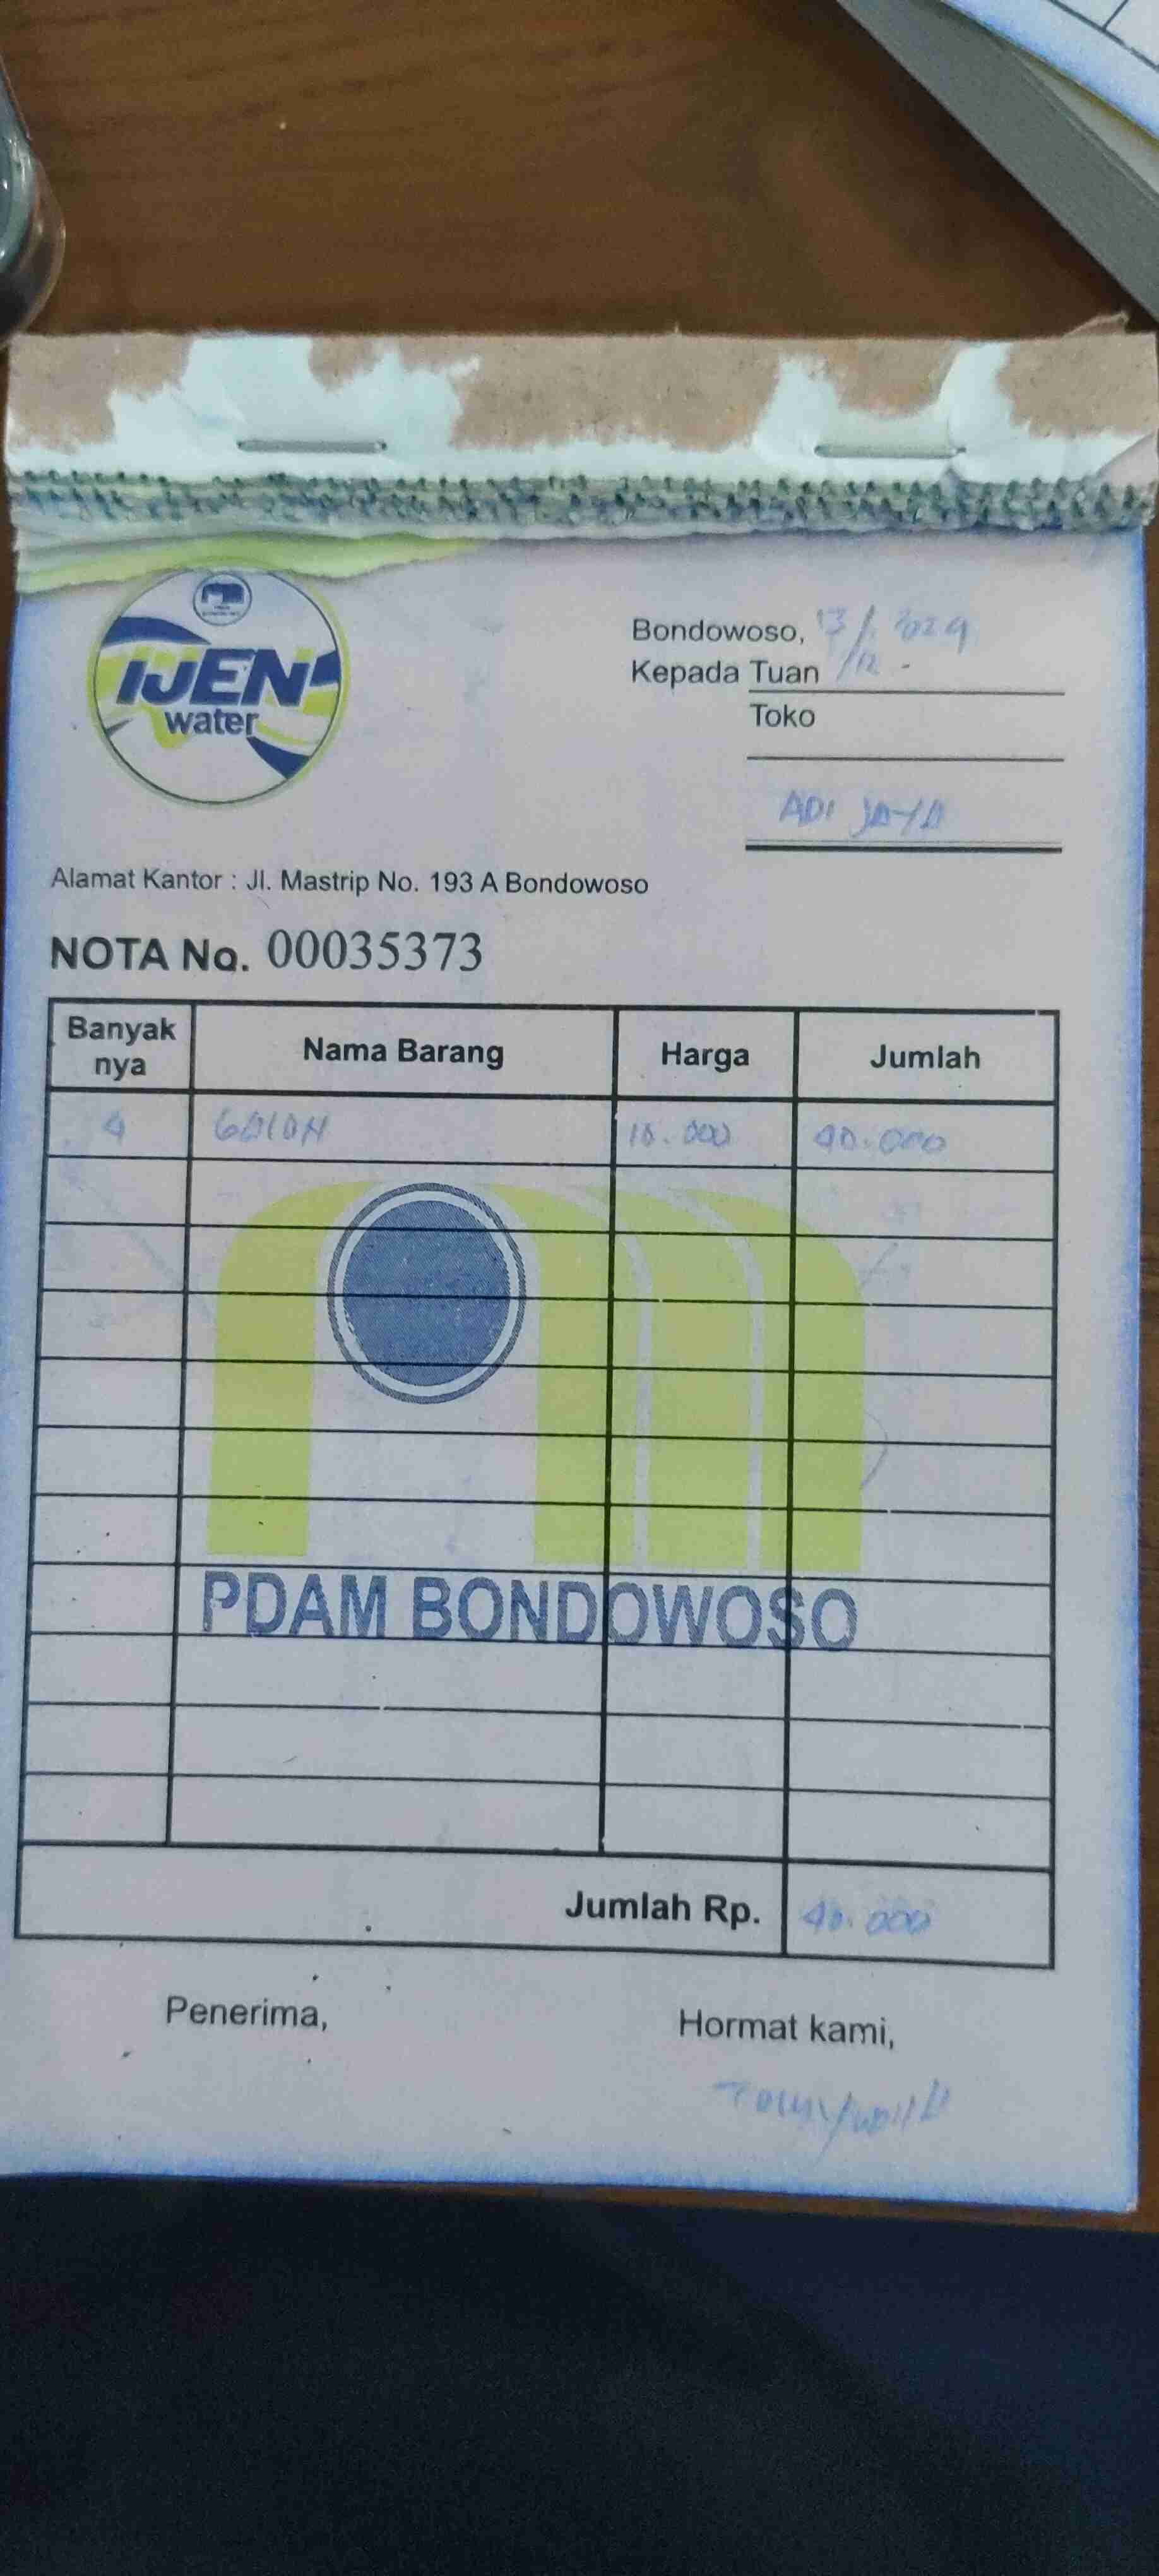 IJEN
water
Bondowoso, 13/12 2024
Kepada Tuan
Toko
ADI JAYA
Alamat Kantor : Jl. Mastrip No. 193 A Bondowoso
NOTA No. 00035373
Banyak nya Nama Barang Harga Jumlah
4 GALON 10.000 40.000
PDAM BONDOWOSO
Jumlah Rp. 40.000
Penerima, Hormat kami,